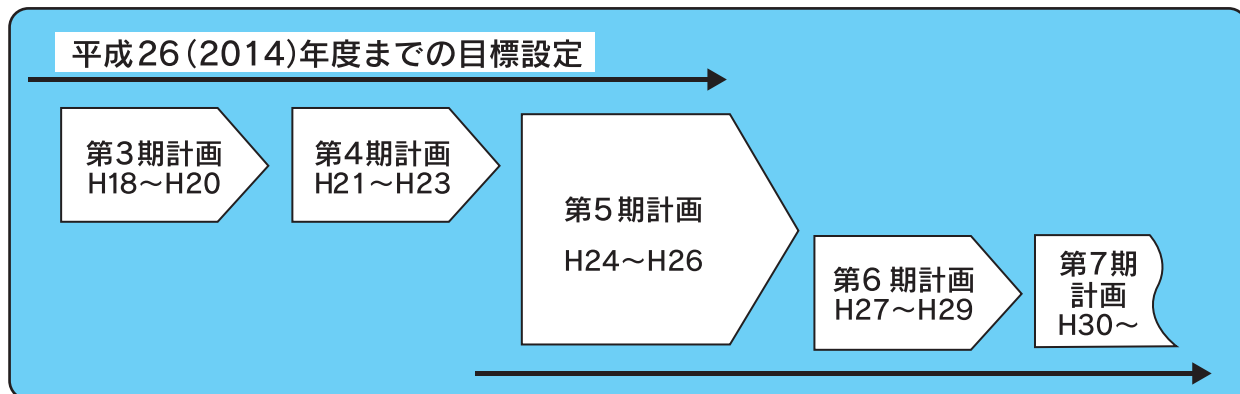 平成26(2014)年度までの目標設定
第3期計画
H18～H20
第4期計画
H21～H23
第5期計画
H24～H26
第6期計画
H27～H29
第7期
計画
H30～